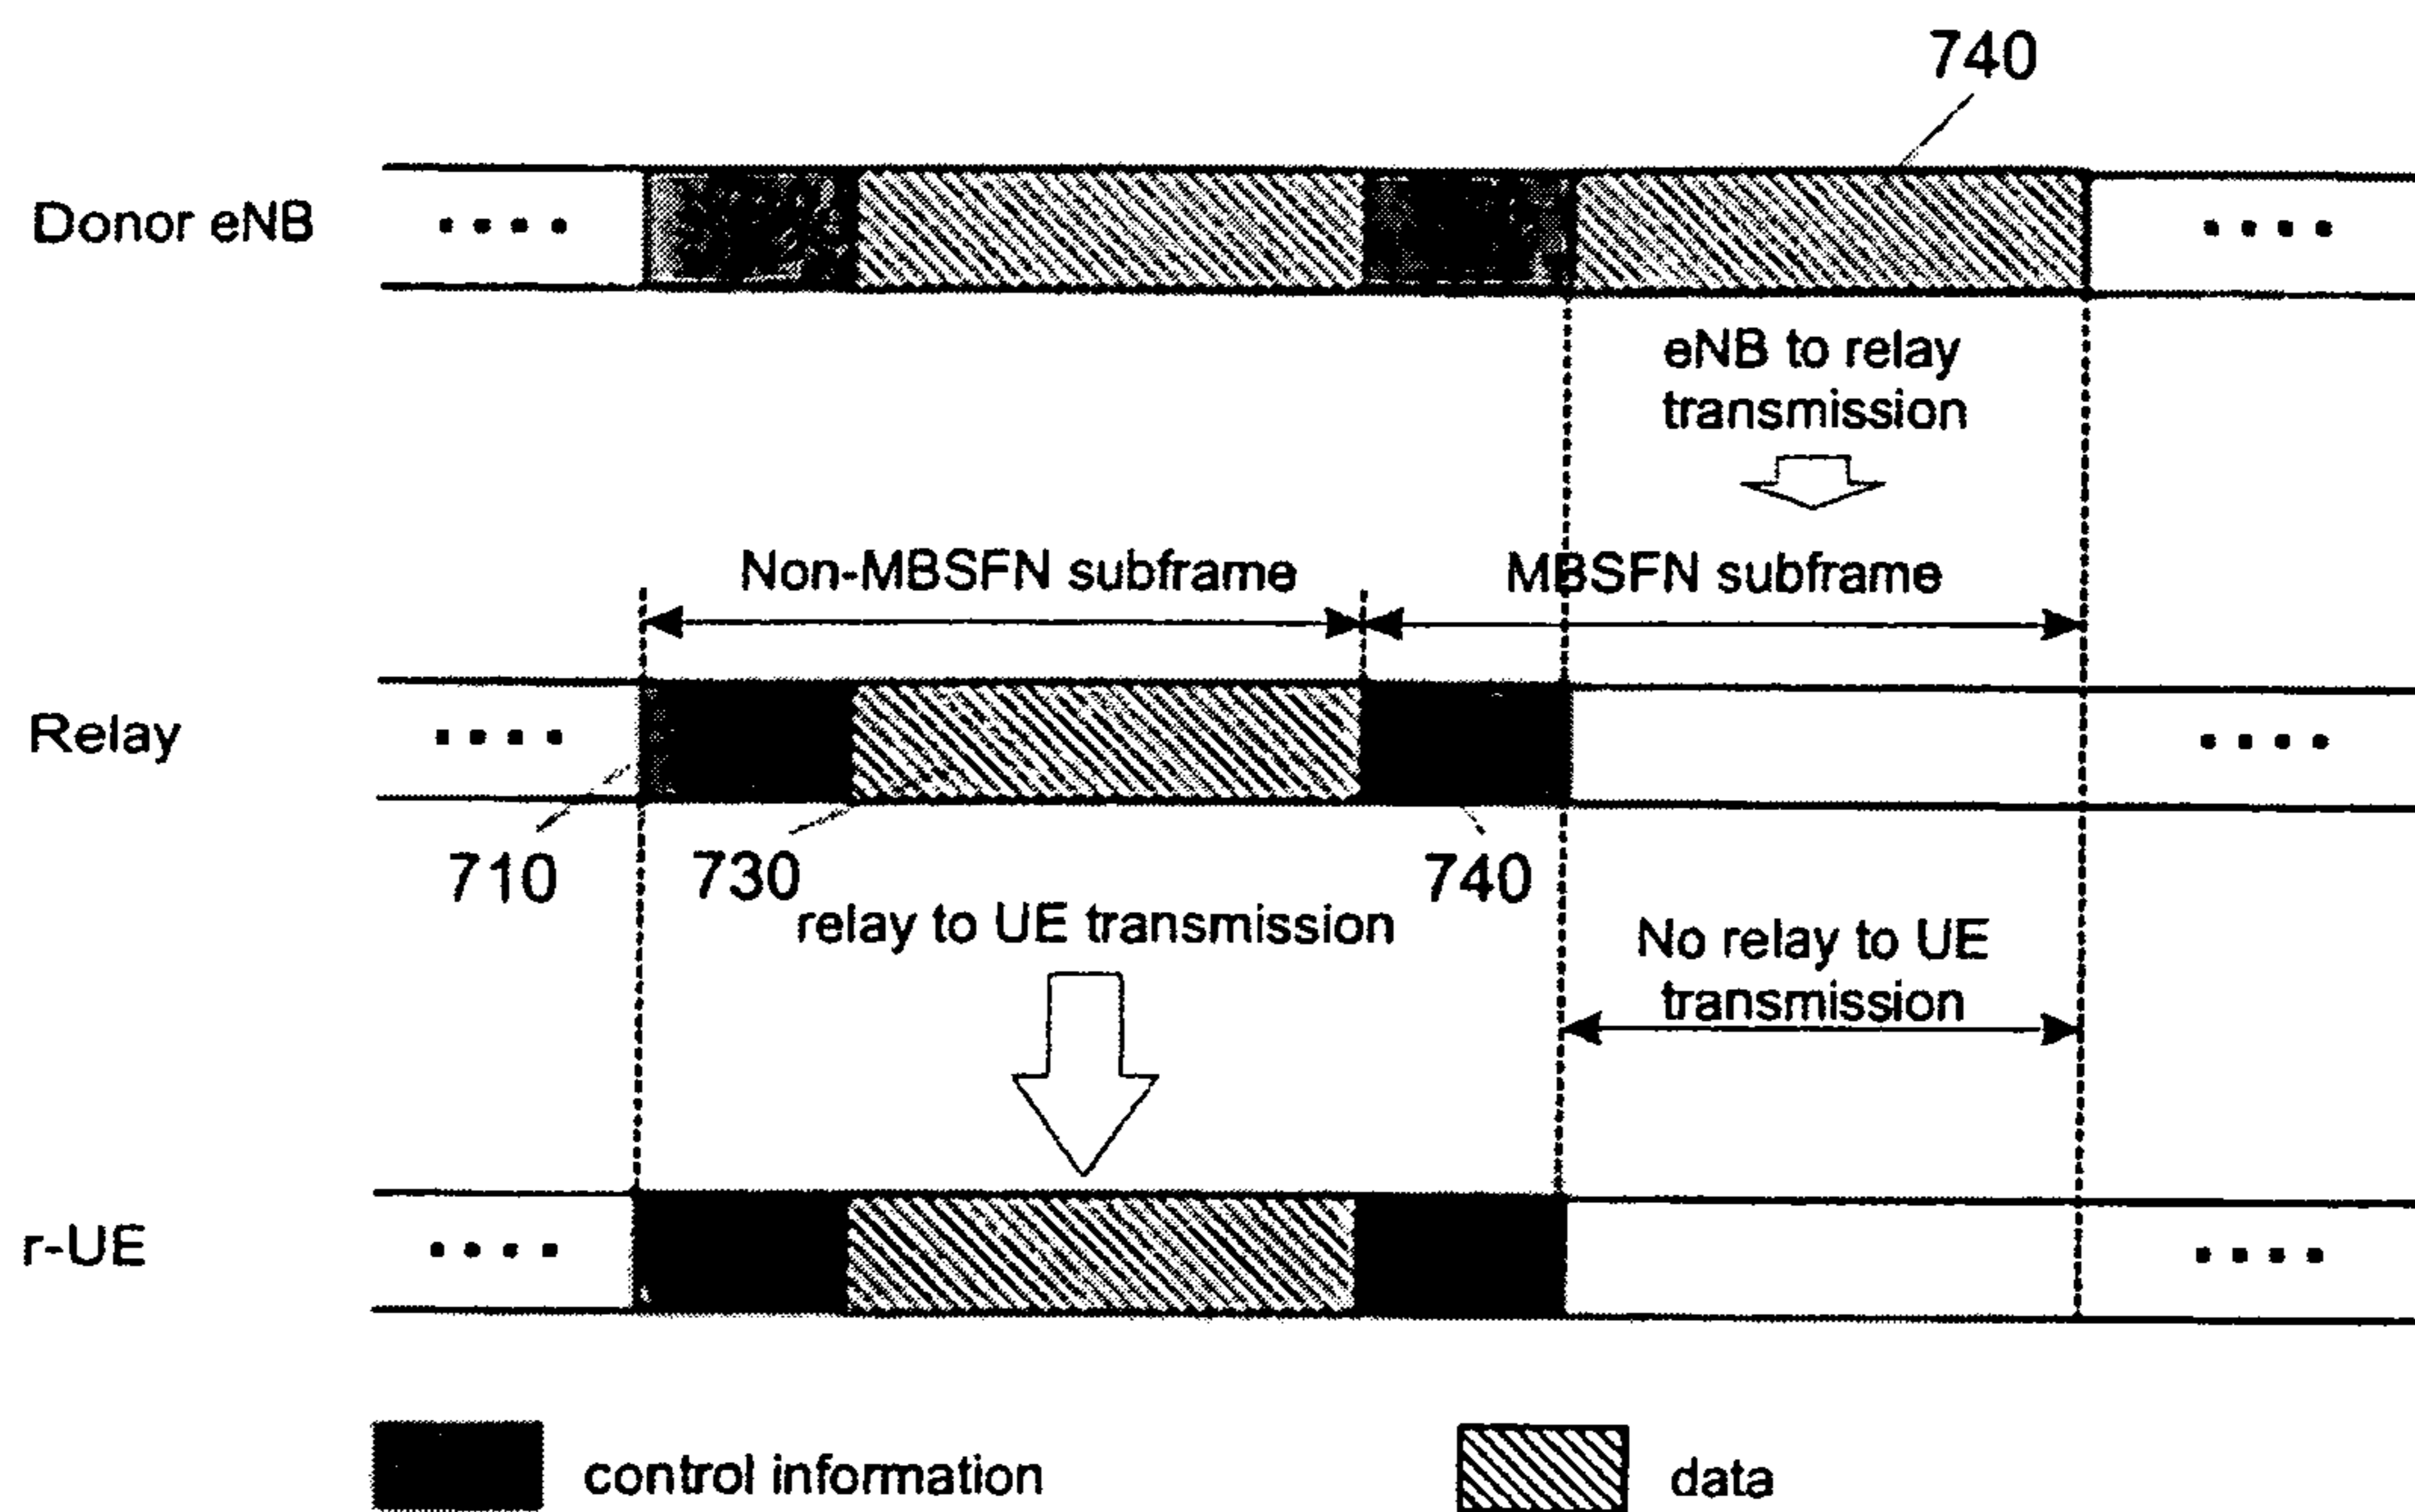 740
Donor eNB
eNB to relay
transmission
Non-MBSFN subframe
MBSFN subframe
Relay
710
730
740
relay to UE transmission
No relay to UE
transmission
r-UE
control information
data